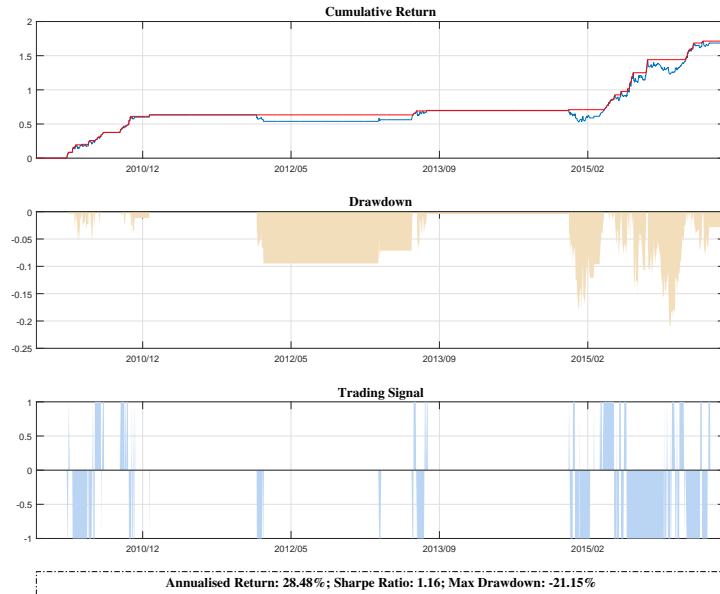 Cumulative Return
2
1.5
1
0.5
0
2010/12 2012/05 2013/09 2015/02
Drawdown
0
-0.05
-0.1
-0.15
-0.2
-0.25
2010/12 2012/05 2013/09 2015/02
Trading Signal
1
0.5
0
-0.5
-1
2010/12 2012/05 2013/09 2015/02
Annualised Return: 28.48%; Sharpe Ratio: 1.16; Max Drawdown: -21.15%